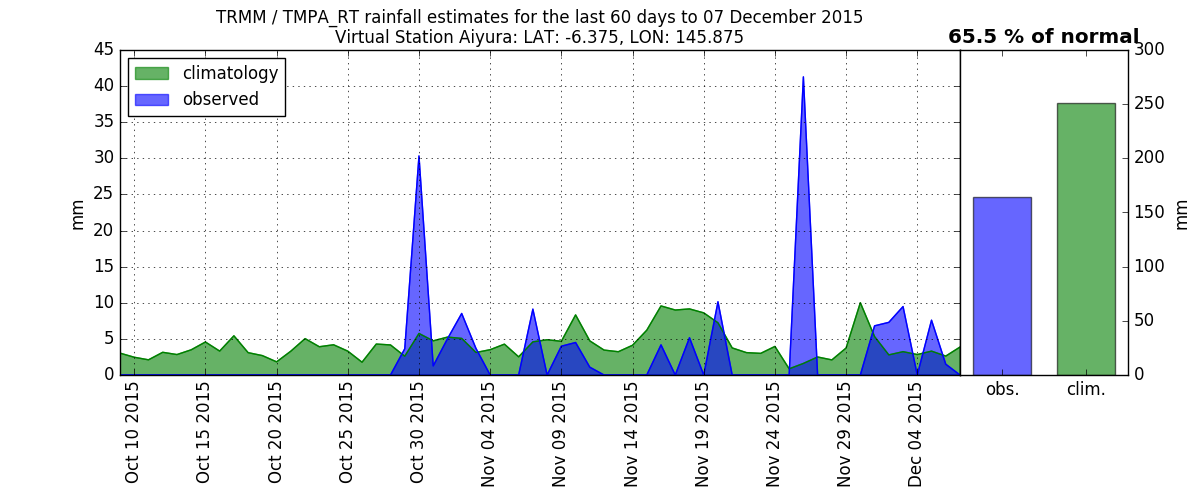 TRMM / TMPA_RT rainfall estimates for the last 60 days to 07 December 2015
Virtual Station Aiyura: LAT: -6.375, LON: 145.875
65.5 % of normal
climatology
observed
45
40
35
30
25
20
15
10
5
0
mm
Oct 10 2015
Oct 15 2015
Oct 20 2015
Oct 25 2015
Oct 30 2015
Nov 04 2015
Nov 09 2015
Nov 14 2015
Nov 19 2015
Nov 24 2015
Nov 29 2015
Dec 04 2015
obs.
clim.
300
250
200
150
100
50
0
mm